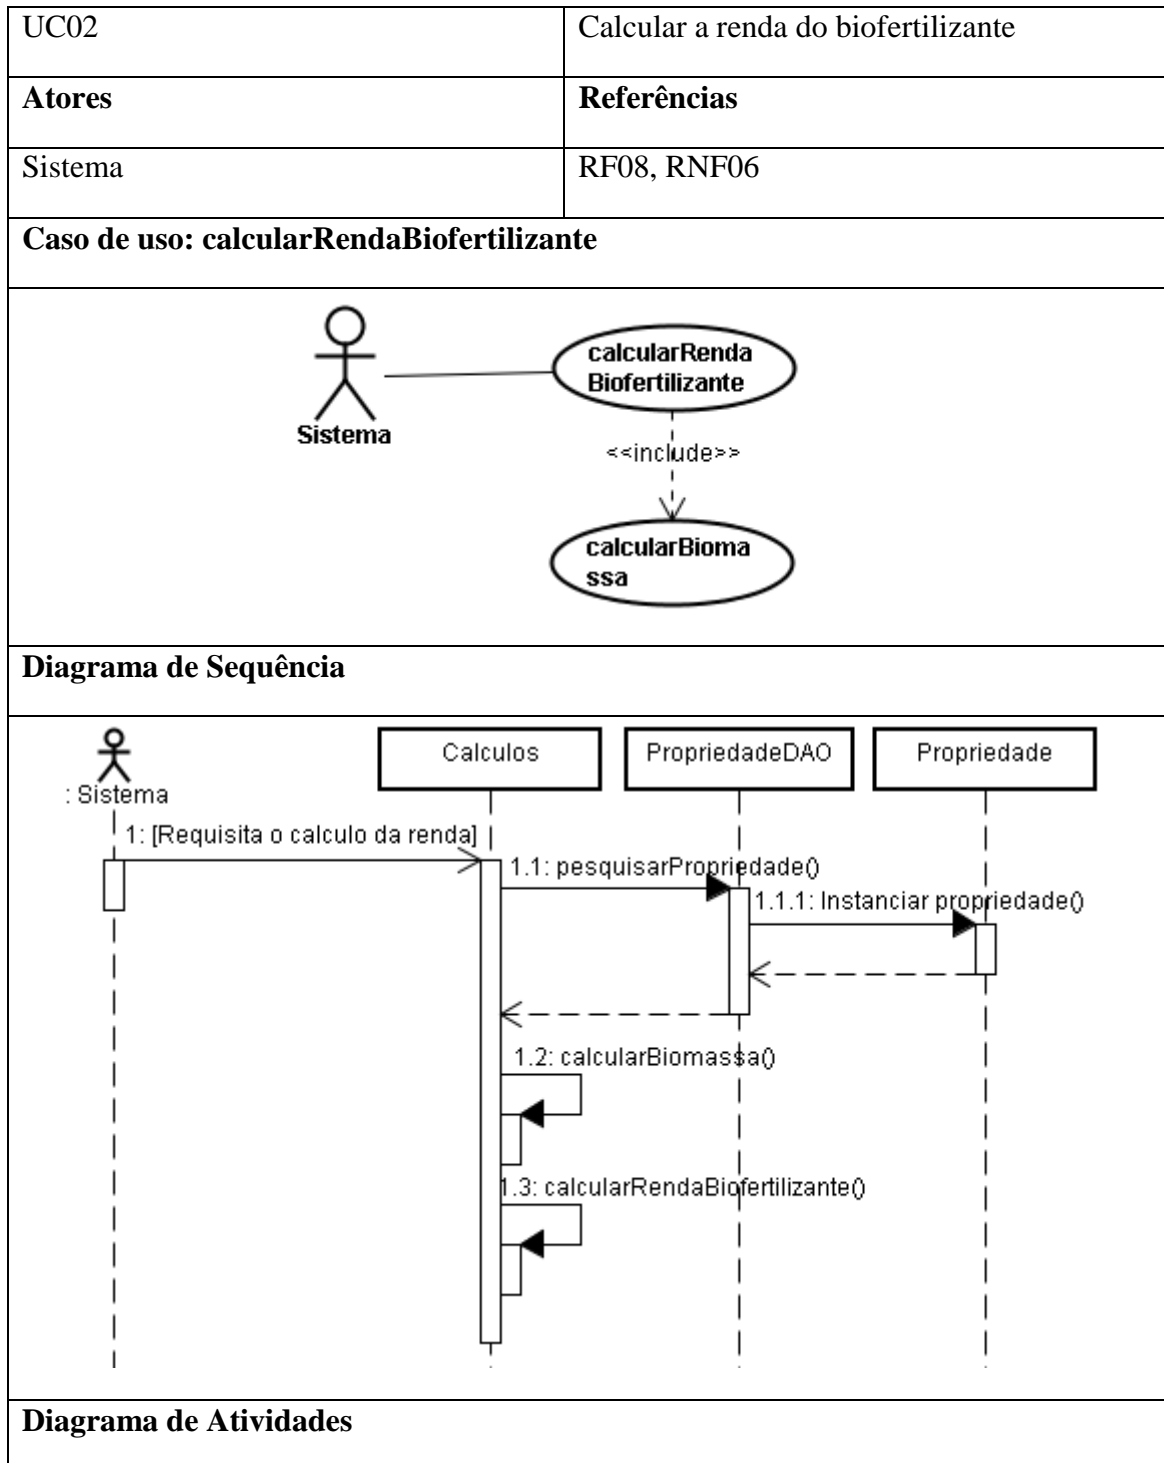 UC02
Calcular a renda do biofertilizante
Atores
Referências
Sistema
RF08, RNF06
Caso de uso: calcularRendaBiofertilizante
calcularRenda
Biofertilizante
Sistema
<<include>>
calcularBioma
ssa
Diagrama de Sequência
Calculos
PropriedadeDAO
Propriedade
: Sistema
1: [Requisita o calculo da renda]
1.1: pesquisarPropriedade()
1.1.1: Instanciar propriedade()
1.2: calcularBiomassa()
1.3: calcularRendaBiofertilizante()
Diagrama de Atividades